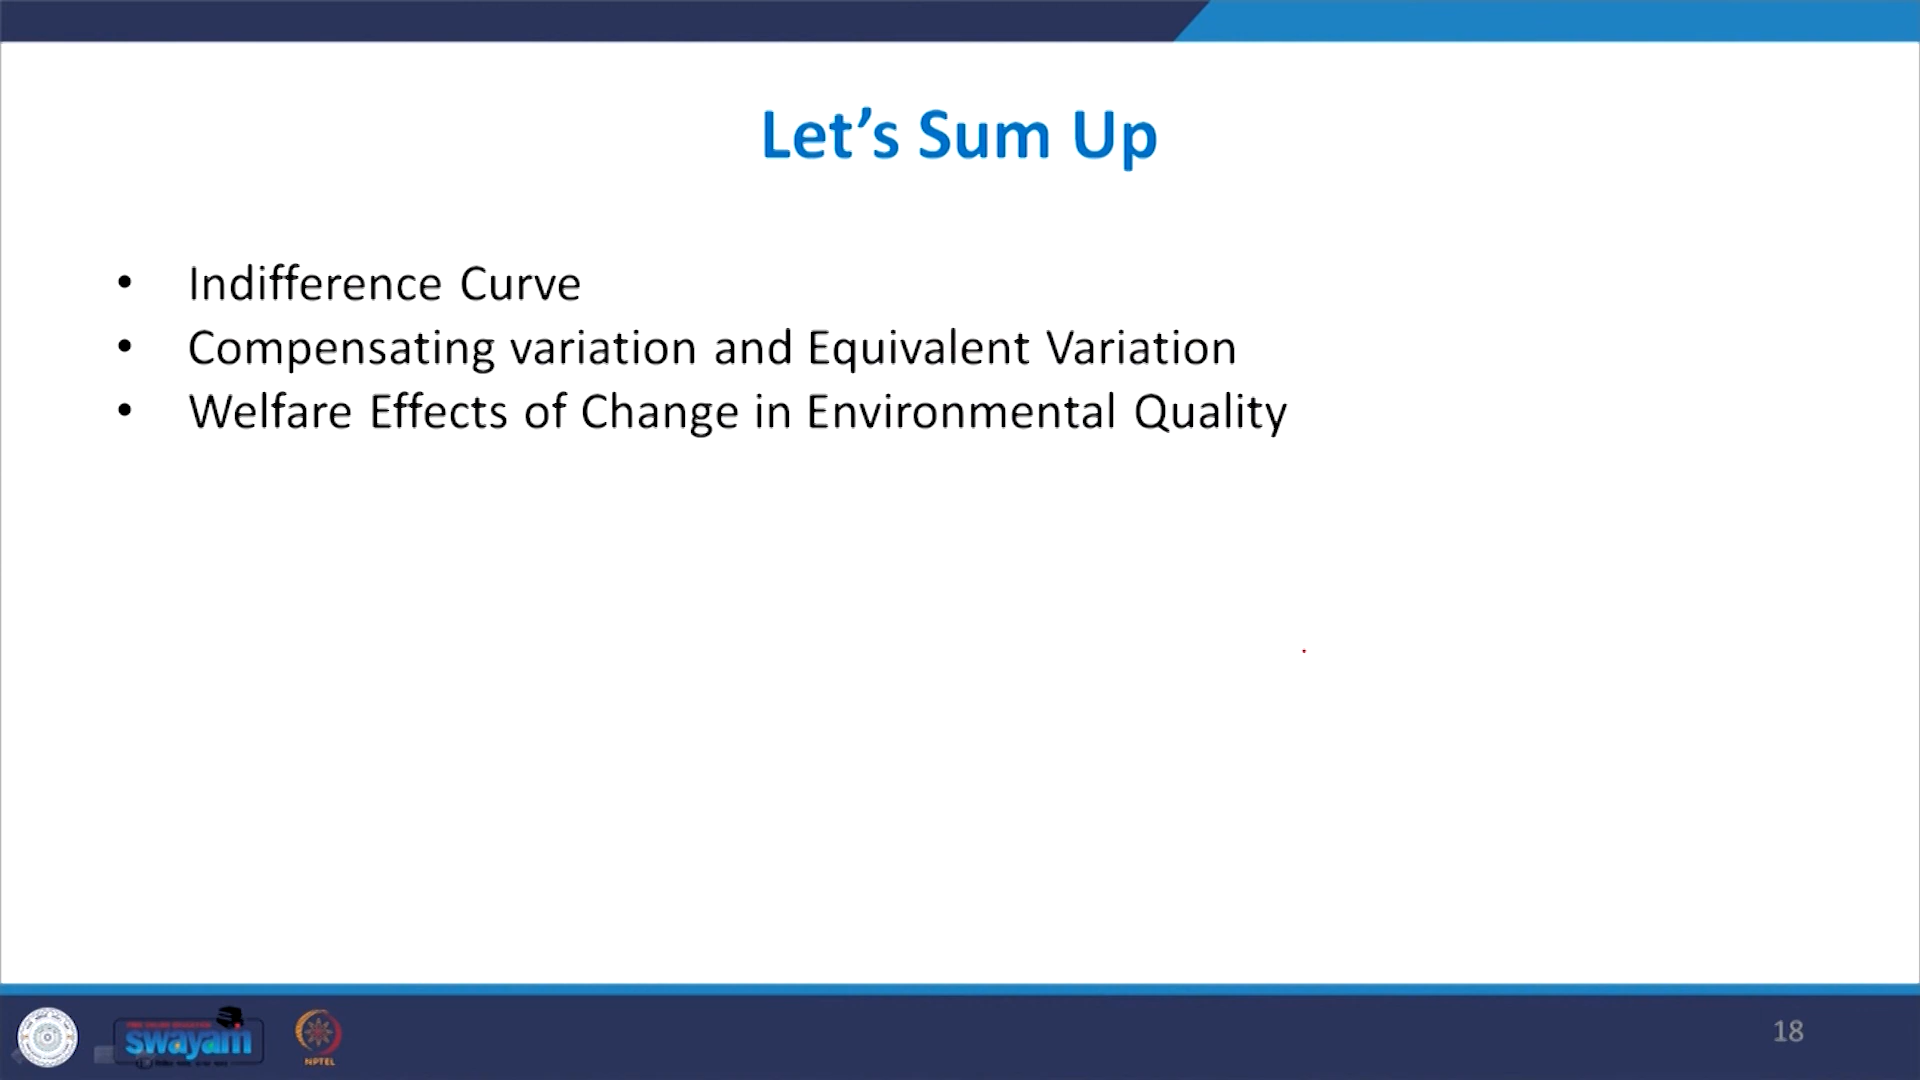 Let’s Sum Up
• Indifference Curve
• Compensating variation and Equivalent Variation
• Welfare Effects of Change in Environmental Quality
swayam
NPTEL
18